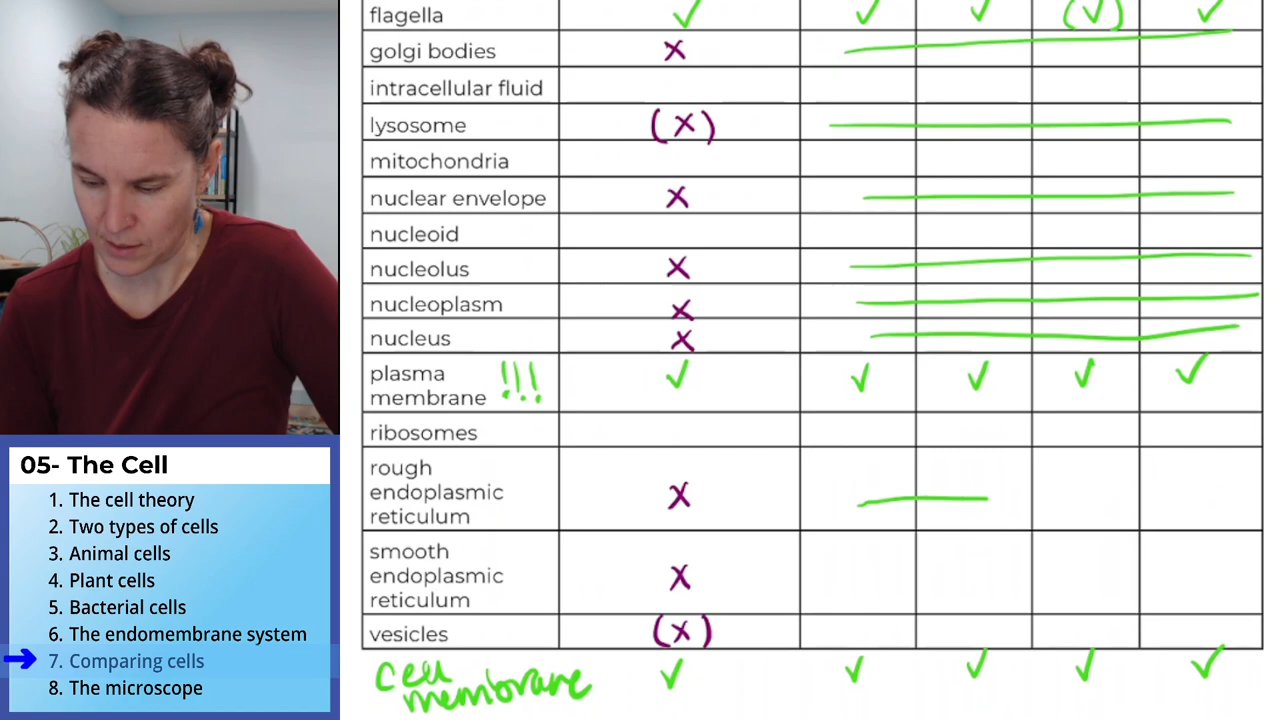 flagella ✓ ✓ ✓ (✓) ✓
golgi bodies x
intracellular fluid
lysosome (x)
mitochondria
nuclear envelope x
nucleoid
nucleolus x
nucleoplasm x
nucleus x
plasma
membrane !!! ✓ ✓ ✓ ✓ ✓
ribosomes
rough
endoplasmic
reticulum x
smooth
endoplasmic
reticulum x
vesicles (x)
cell
membrane ✓ ✓ ✓ ✓ ✓
05- The Cell
1. The cell theory
2. Two types of cells
3. Animal cells
4. Plant cells
5. Bacterial cells
6. The endomembrane system
7. Comparing cells
8. The microscope